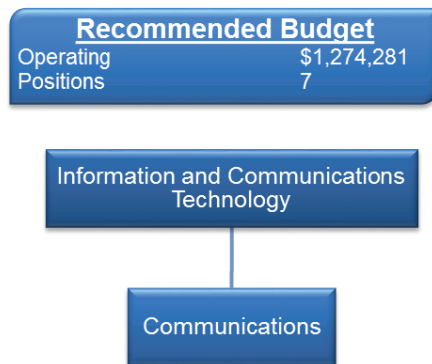 Recommended Budget
Operating $1,274,281
Positions 7
Information and Communications
Technology
Communications